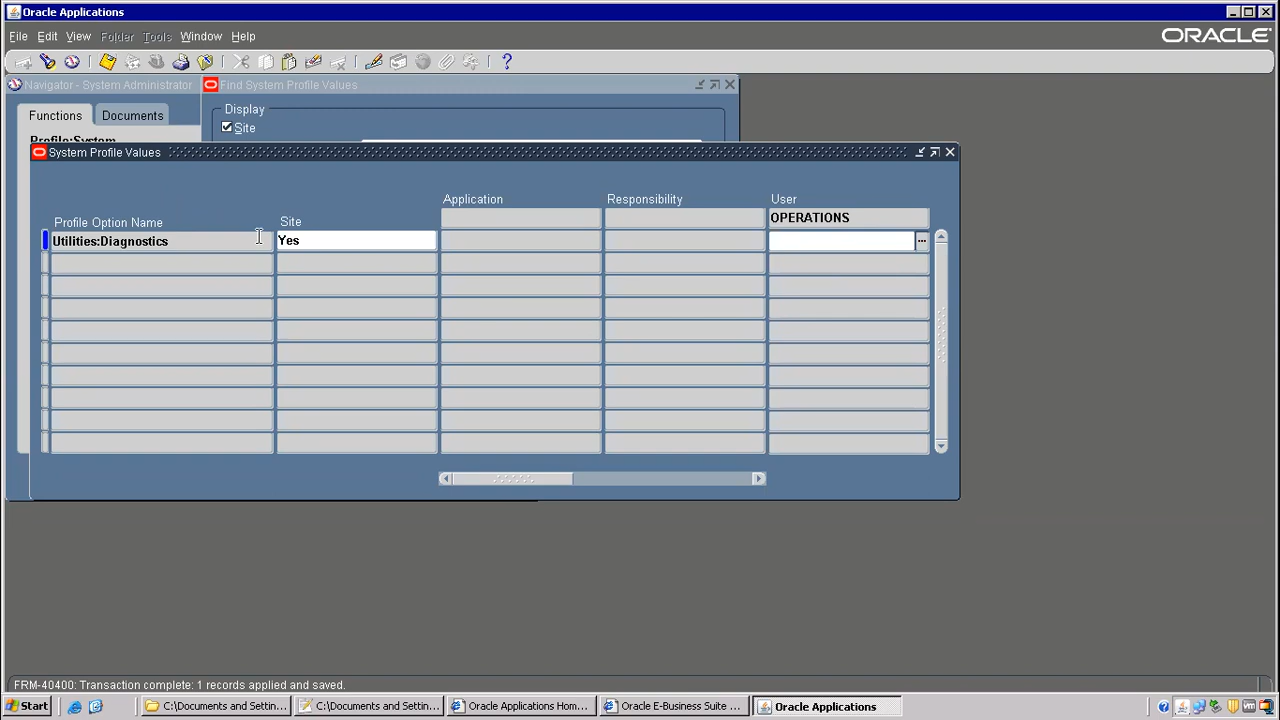 Oracle Applications
File Edit View Folder Tools Window Help
ORACLE
Navigator - System Administrator
Find System Profile Values
Functions Documents
Display
Site
Profile:System
System Profile Values
Application Responsibility User
Profile Option Name Site OPERATIONS
Utilities:Diagnostics Yes ...
FRM-40400: Transaction complete: 1 records applied and saved.
Start C:\Documents and Settin... C:\Documents and Settin... Oracle Applications - m... Oracle E-Business Suite ... Oracle Applications